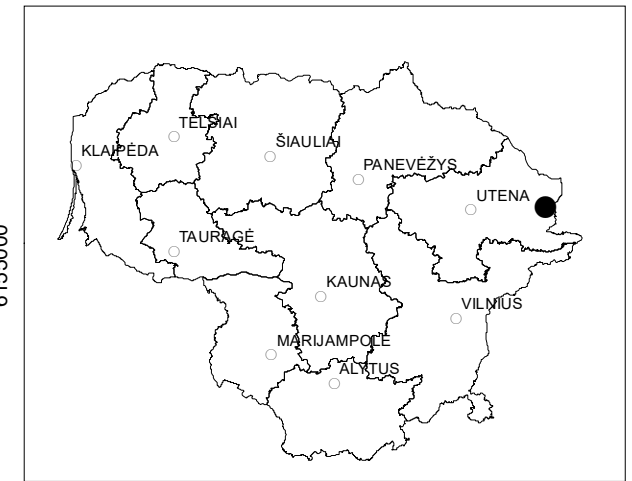 TELŠIAI
KLAIPĖDA
ŠIAULIAI
PANEVĖŽYS
UTENA
TAURAGĖ
KAUNAS
VILNIUS
MARIJAMPOLĖ
ALYTUS